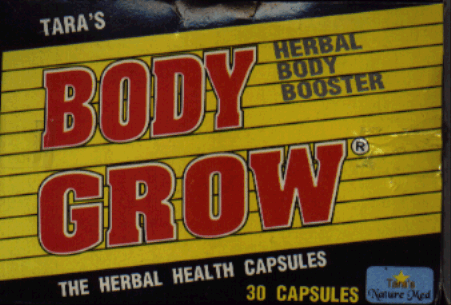 TARA'S
HERBAL
BODY
BOOSTER
BODY
GROW®
THE HERBAL HEALTH CAPSULES
30 CAPSULES
Tara's
Nature Med